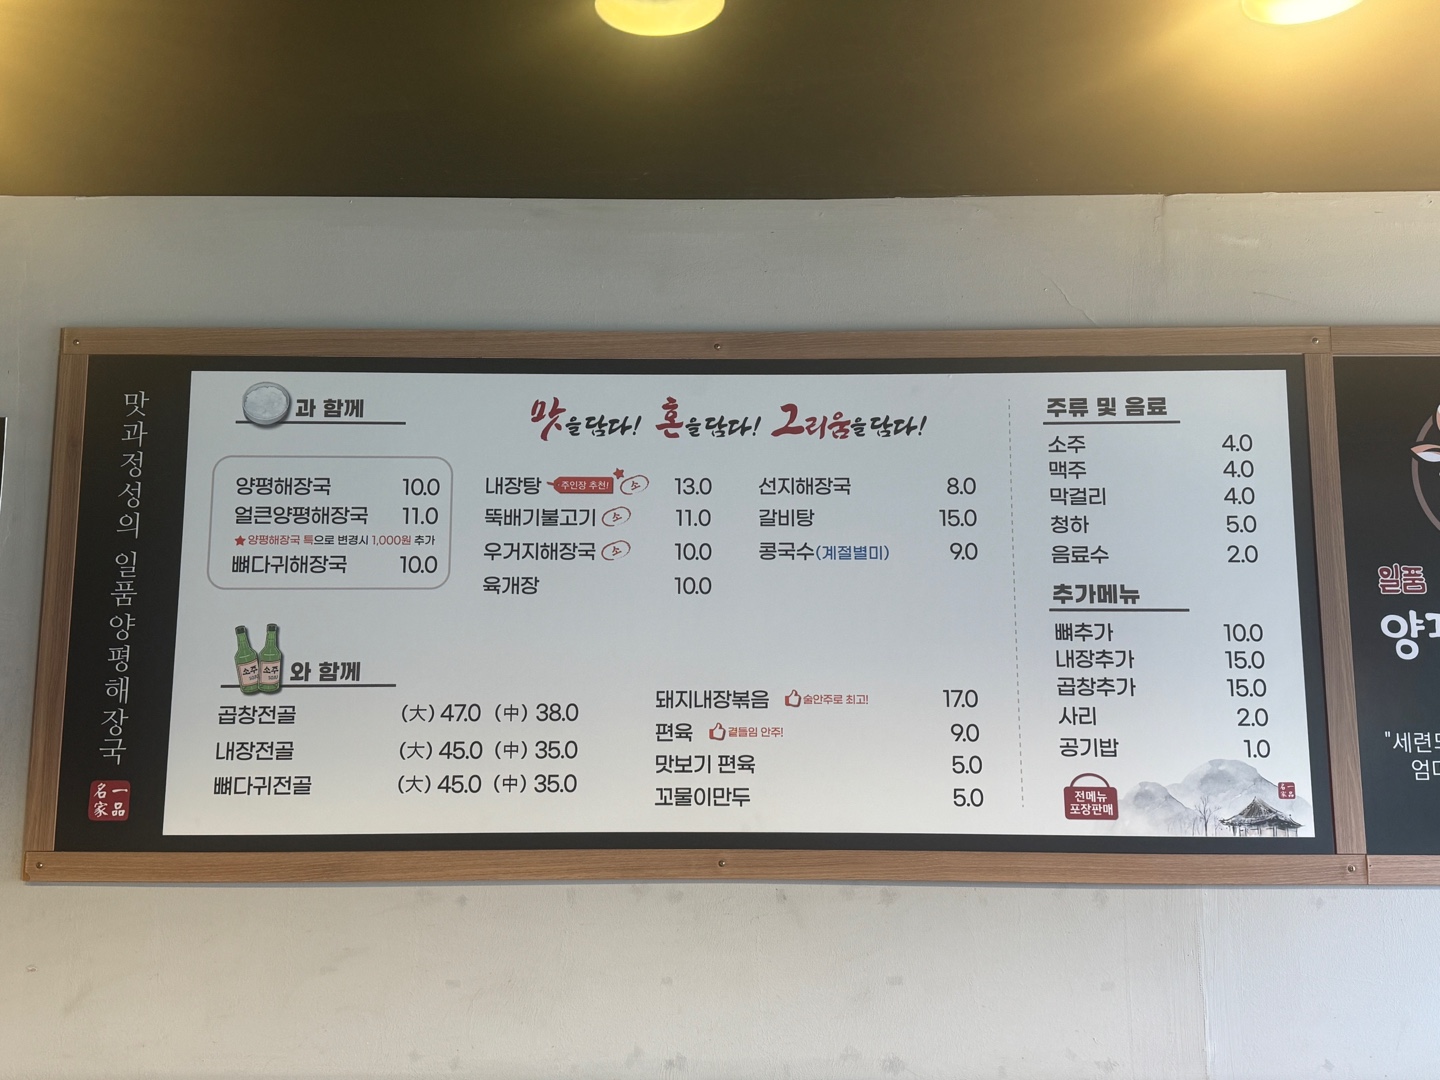 맛과정성의 일품양평해장국
名家
一品
과 함께
맛을담다! 혼을담다! 그리움을담다!
양평해장국 10.0
얼큰양평해장국 11.0
★ 양평해장국 특으로 변경시 1,000원 추가
뼈다귀해장국 10.0
내장탕 주인장 추천! 소 13.0
뚝배기불고기 소 11.0
우거지해장국 소 10.0
육개장 10.0
선지해장국 8.0
갈비탕 15.0
콩국수(계절별미) 9.0
소주 소주
와 함께
곱창전골 (大) 47.0 (中) 38.0
내장전골 (大) 45.0 (中) 35.0
뼈다귀전골 (大) 45.0 (中) 35.0
돼지내장볶음 술안주로 최고! 17.0
편육 곁들임 안주! 9.0
맛보기 편육 5.0
꼬물이만두 5.0
주류 및 음료
소주 4.0
맥주 4.0
막걸리 4.0
청하 5.0
음료수 2.0
추가메뉴
뼈추가 10.0
내장추가 15.0
곱창추가 15.0
사리 2.0
공기밥 1.0
전메뉴
포장판매
일품
"세련